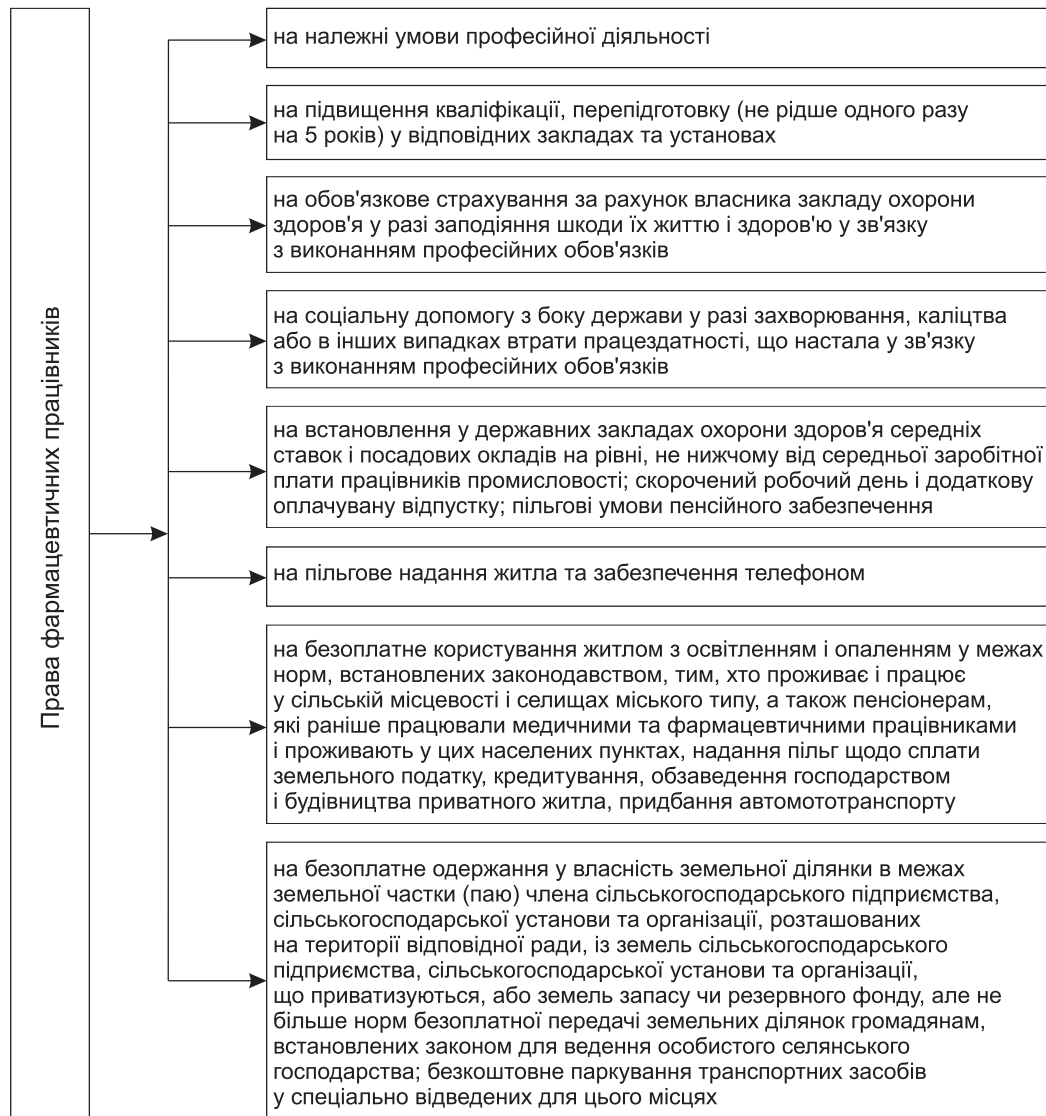 Права фармацевтичних працівників
на належні умови професійної діяльності
на підвищення кваліфікації, перепідготовку (не рідше одного разу
на 5 років) у відповідних закладах та установах
на обов'язкове страхування за рахунок власника закладу охорони
здоров'я у разі заподіяння шкоди їх життю і здоров'ю у зв'язку
з виконанням професійних обов'язків
на соціальну допомогу з боку держави у разі захворювання, каліцтва
або в інших випадках втрати працездатності, що настала у зв'язку
з виконанням професійних обов'язків
на встановлення у державних закладах охорони здоров'я середніх
ставок і посадових окладів на рівні, не нижчому від середньої заробітної
плати працівників промисловості; скорочений робочий день і додаткову
оплачувану відпустку; пільгові умови пенсійного забезпечення
на пільгове надання житла та забезпечення телефоном
на безоплатне користування житлом з освітленням і опаленням у межах
норм, встановлених законодавством, тим, хто проживає і працює
у сільській місцевості і селищах міського типу, а також пенсіонерам,
які раніше працювали медичними та фармацевтичними працівниками
і проживають у цих населених пунктах, надання пільг щодо сплати
земельного податку, кредитування, обзаведення господарством
і будівництва приватного житла, придбання автомототранспорту
на безоплатне одержання у власність земельної ділянки в межах
земельної частки (паю) члена сільськогосподарського підприємства,
сільськогосподарської установи та організації, розташованих
на території відповідної ради, із земель сільськогосподарського
підприємства, сільськогосподарської установи та організації,
що приватизуються, або земель запасу чи резервного фонду, але не
більше норм безоплатної передачі земельних ділянок громадянам,
встановлених законом для ведення особистого селянського
господарства; безкоштовне паркування транспортних засобів
у спеціально відведених для цього місцях